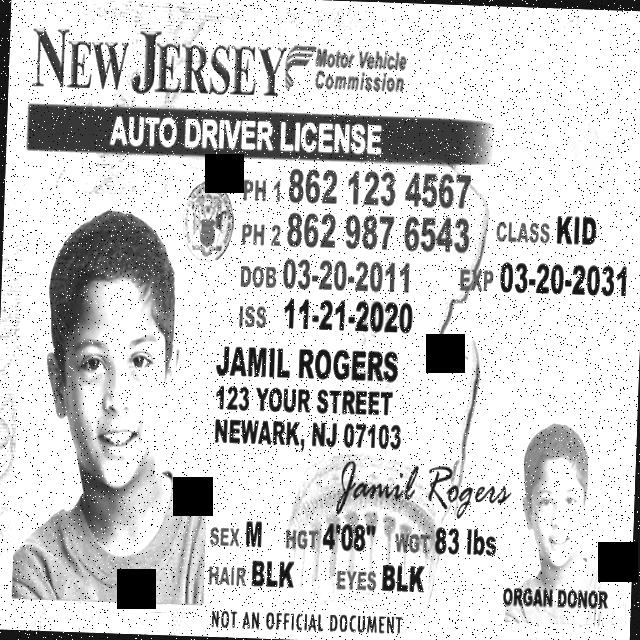 NEW JERSEY Motor Vehicle Commission
AUTO DRIVER LICENSE
PH 1 862 123 4567
PH 2 862 987 6543 CLASS KID
DOB 03-20-2011 EXP 03-20-2031
ISS 11-21-2020
JAMIL ROGERS
123 YOUR STREET
NEWARK, NJ 07103
Jamil Rogers
SEX M HGT 4'08" WGT 83 lbs
HAIR BLK EYES BLK
ORGAN DONOR
NOT AN OFFICIAL DOCUMENT